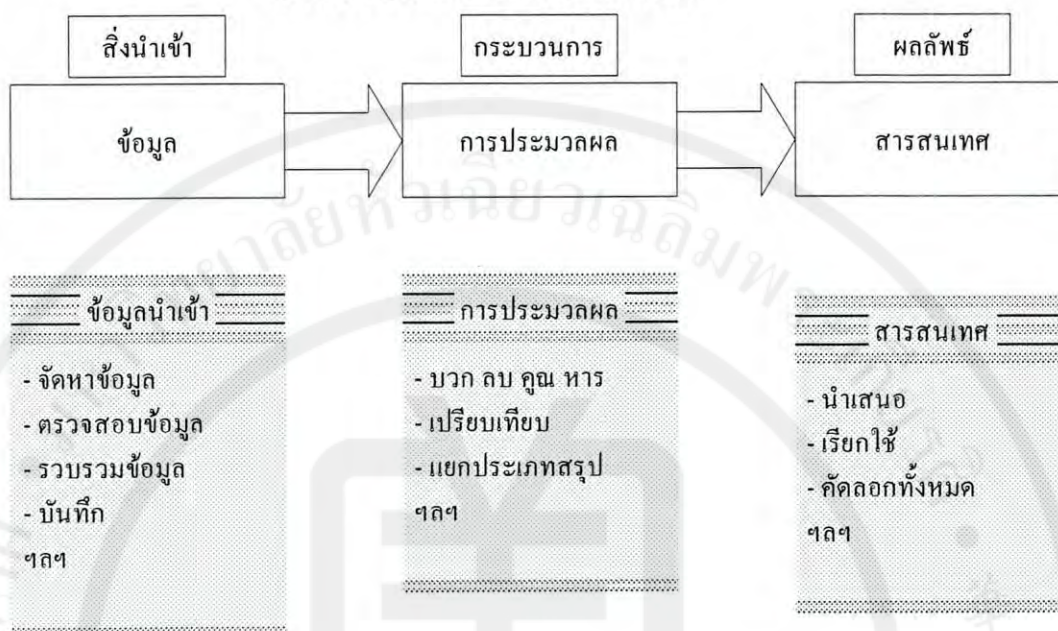 สิ่งนำเข้า
กระบวนการ
ผลลัพธ์
ข้อมูล
การประมวลผล
สารสนเทศ
ข้อมูลนำเข้า
- จัดหาข้อมูล
- ตรวจสอบข้อมูล
- รวบรวมข้อมูล
- บันทึก
ฯลฯ
การประมวลผล
- บวก ลบ คูณ หาร
- เปรียบเทียบ
- แยกประเภทสรุป
ฯลฯ
สารสนเทศ
- นำเสนอ
- เรียกใช้
- คัดลอกทั้งหมด
ฯลฯ